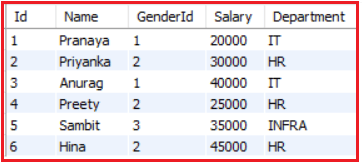 Id Name GenderId Salary Department
1 Pranaya 1 20000 IT
2 Priyanka 2 30000 HR
3 Anurag 1 40000 IT
4 Preety 2 25000 HR
5 Sambit 3 35000 INFRA
6 Hina 2 45000 HR